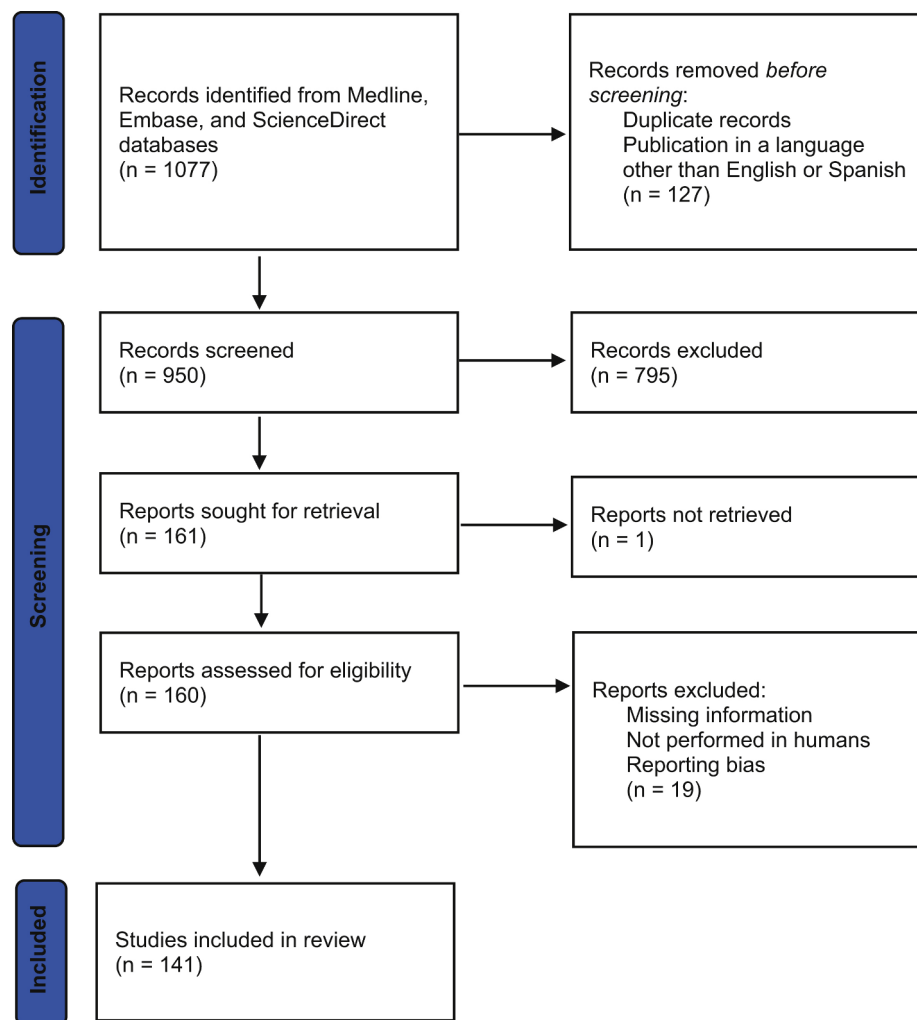 Identification
Records identified from Medline,
Embase, and ScienceDirect
databases
(n = 1077)
Records removed before
screening:
Duplicate records
Publication in a language
other than English or Spanish
(n = 127)
Screening
Records screened
(n = 950)
Records excluded
(n = 795)
Reports sought for retrieval
(n = 161)
Reports not retrieved
(n = 1)
Reports assessed for eligibility
(n = 160)
Reports excluded:
Missing information
Not performed in humans
Reporting bias
(n = 19)
Included
Studies included in review
(n = 141)